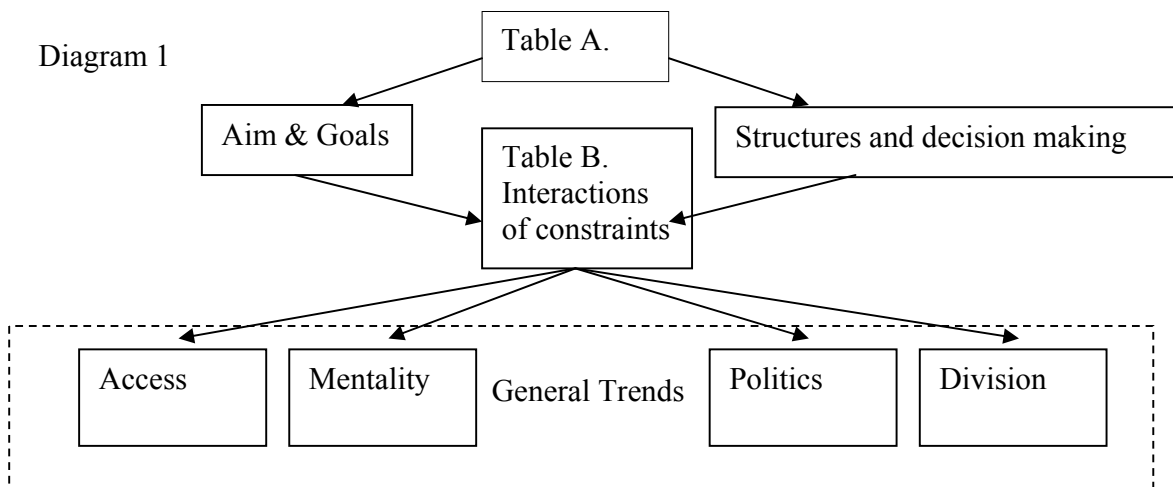 Diagram 1
Table A.
Aim & Goals
Structures and decision making
Table B.
Interactions
of constraints
Access
Mentality
General Trends
Politics
Division